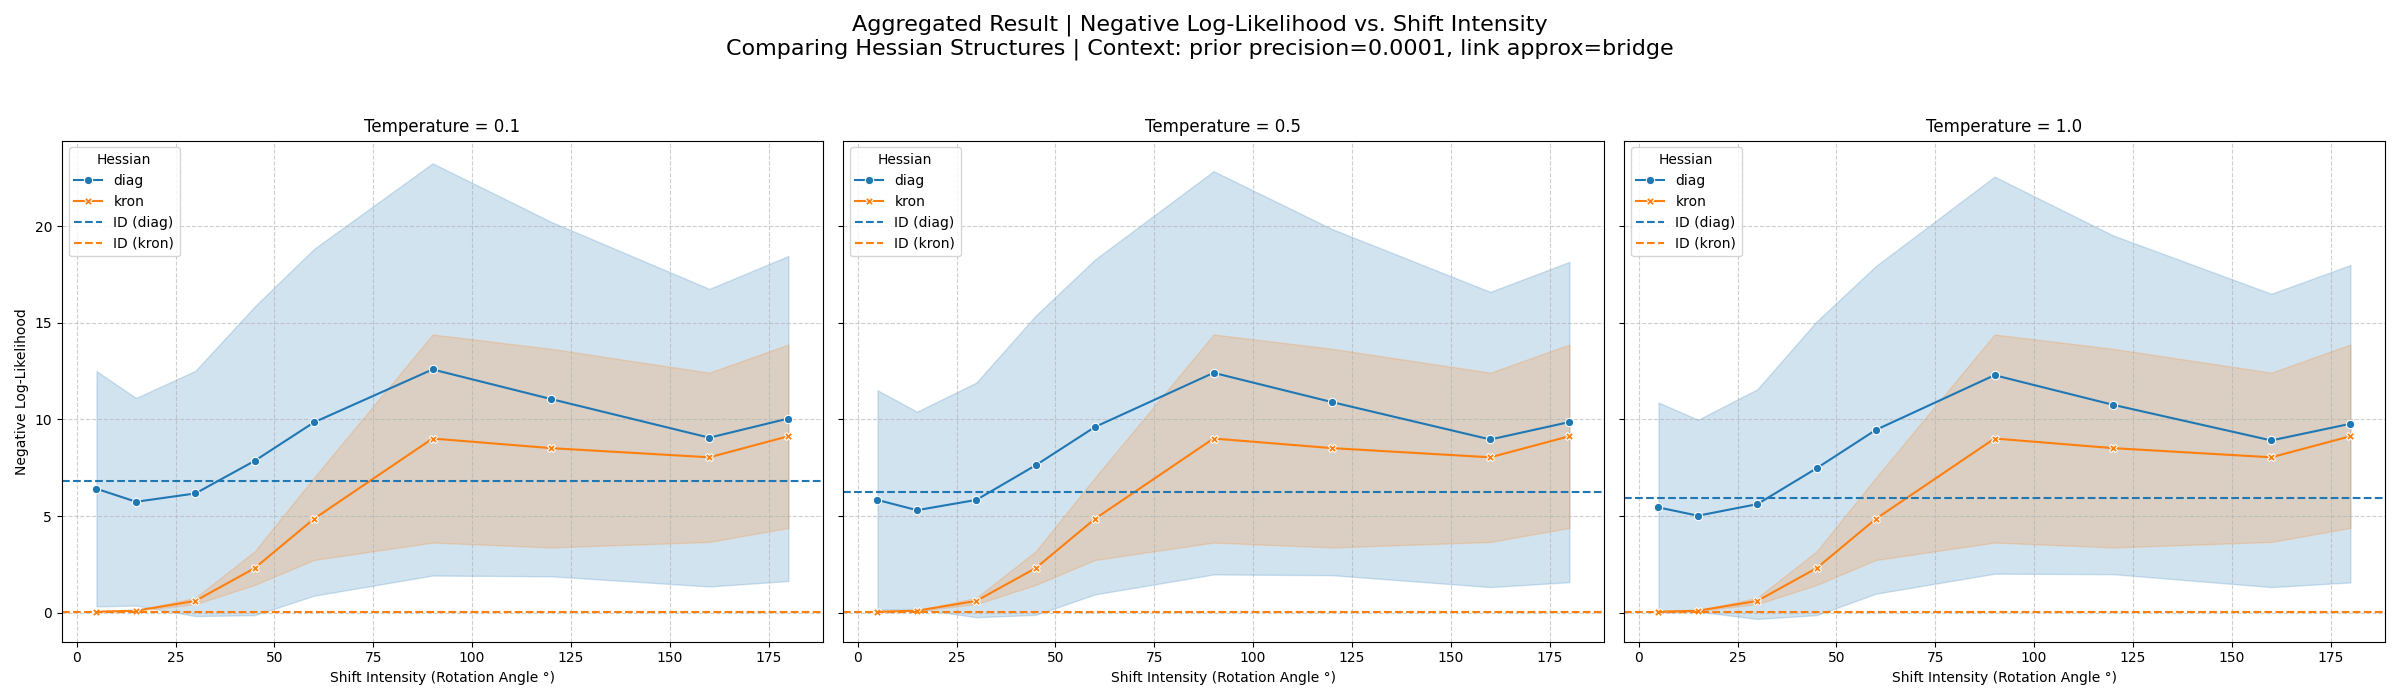 Aggregated Result | Negative Log-Likelihood vs. Shift Intensity
Comparing Hessian Structures | Context: prior precision=0.0001, link approx=bridge
Temperature = 0.1
Hessian
diag
kron
ID (diag)
ID (kron)
Negative Log-Likelihood
20
15
10
5
0
0 25 50 75 100 125 150 175
Shift Intensity (Rotation Angle °)
Temperature = 0.5
Hessian
diag
kron
ID (diag)
ID (kron)
0 25 50 75 100 125 150 175
Shift Intensity (Rotation Angle °)
Temperature = 1.0
Hessian
diag
kron
ID (diag)
ID (kron)
0 25 50 75 100 125 150 175
Shift Intensity (Rotation Angle °)